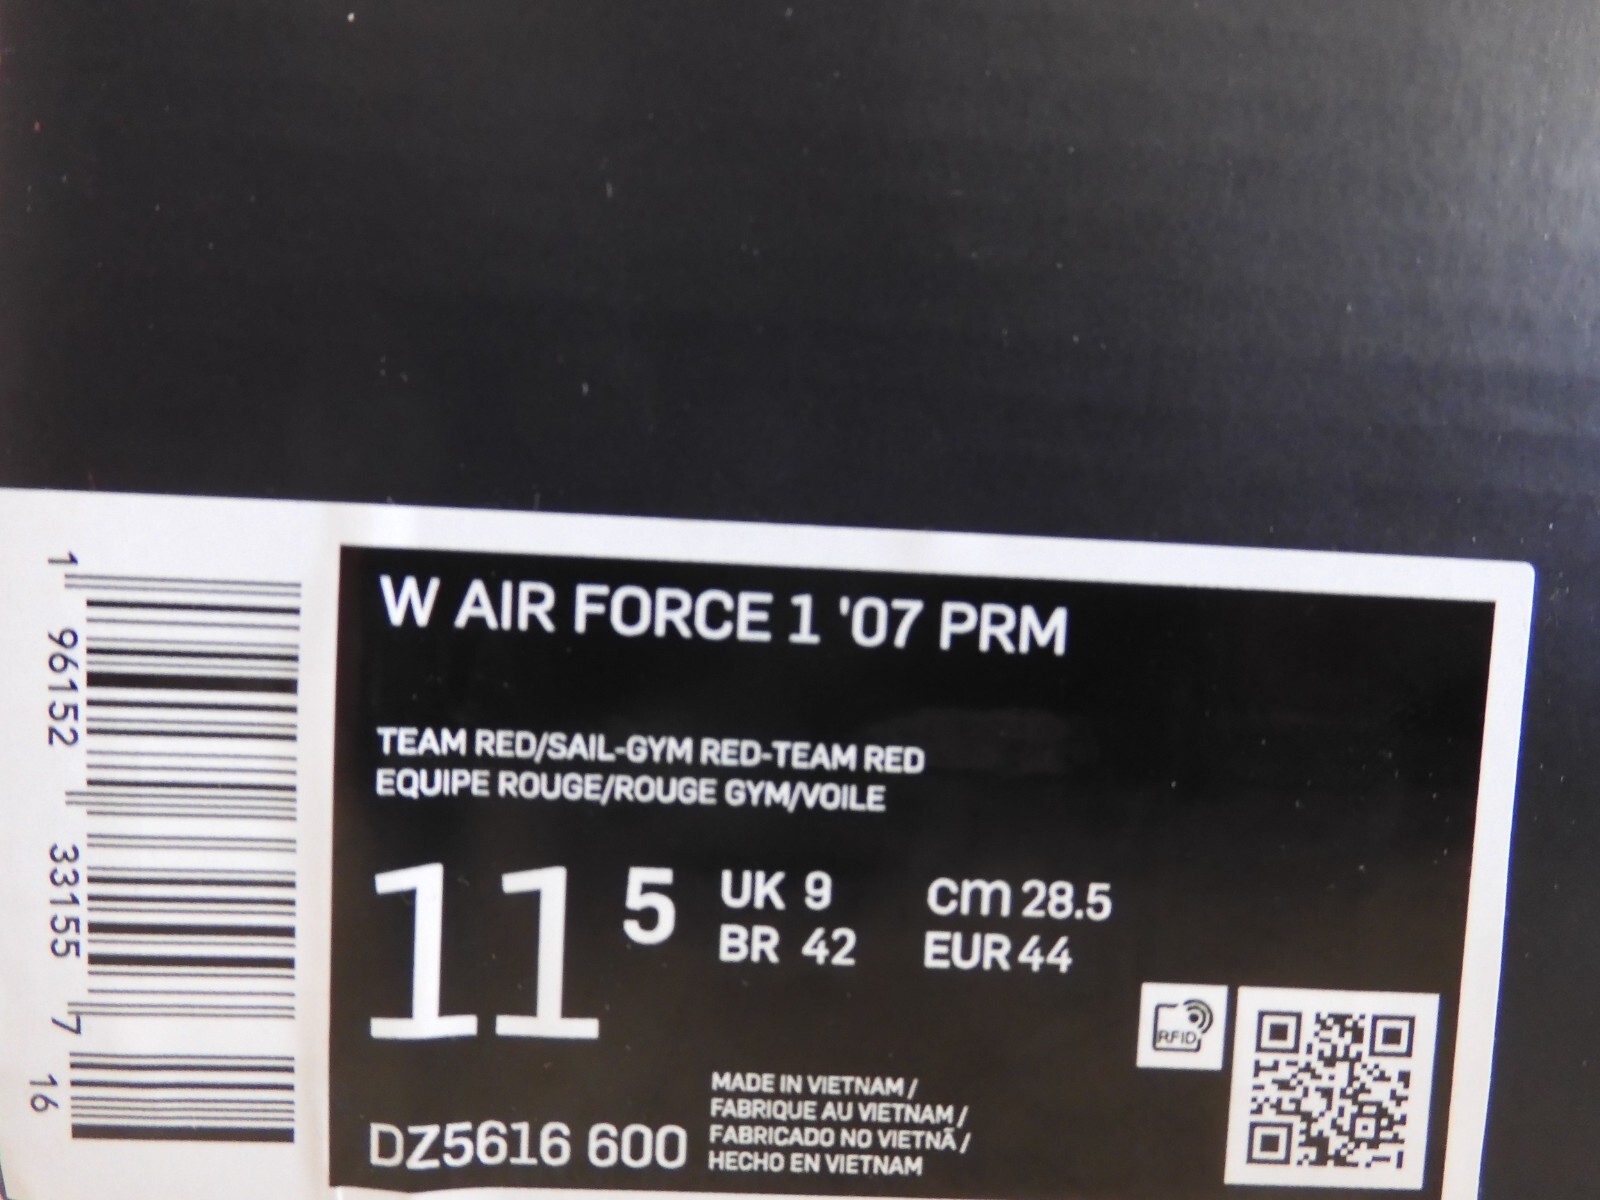 W AIR FORCE 1 '07 PRM
TEAM RED/SAIL-GYM RED-TEAM RED
EQUIPE ROUGE/ROUGE GYM/VOILE
11 5
UK 9
BR 42
cm 28.5
EUR 44
RFID
DZ5616 600
MADE IN VIETNAM /
FABRIQUE AU VIETNAM /
FABRICADO NO VIETNÃ /
HECHO EN VIETNAM
1 96152 33155 7 16